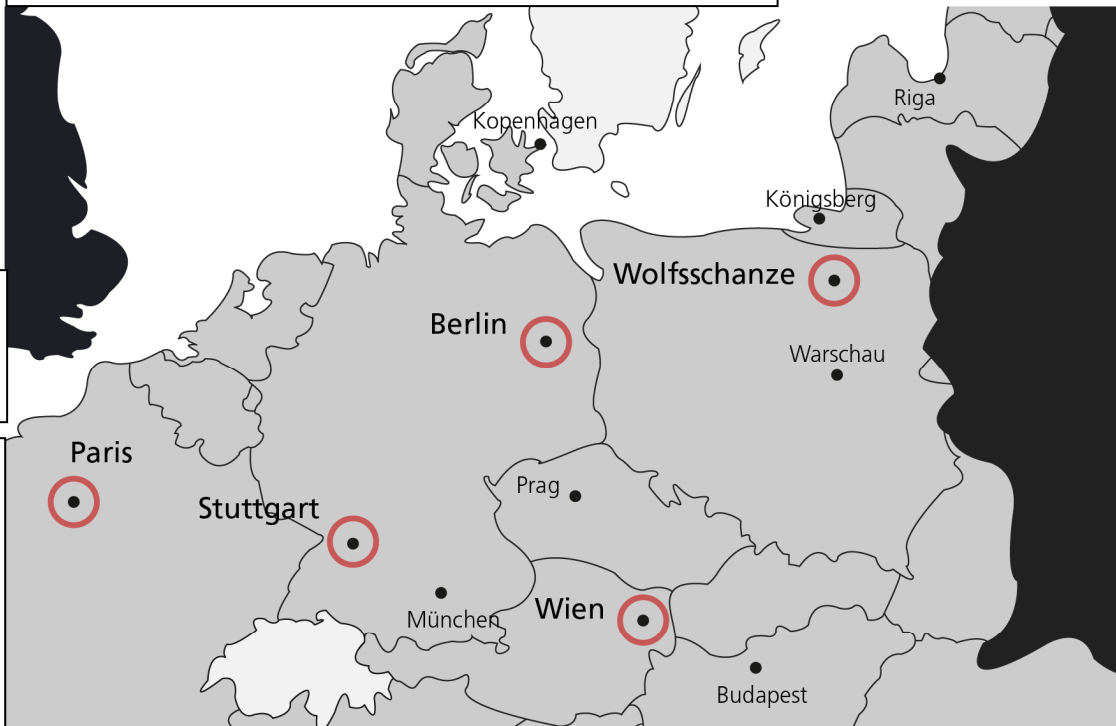 Riga
Kopenhagen
Königsberg
Wolfsschanze
Berlin
Warschau
Paris
Prag
Stuttgart
Wien
München
Budapest